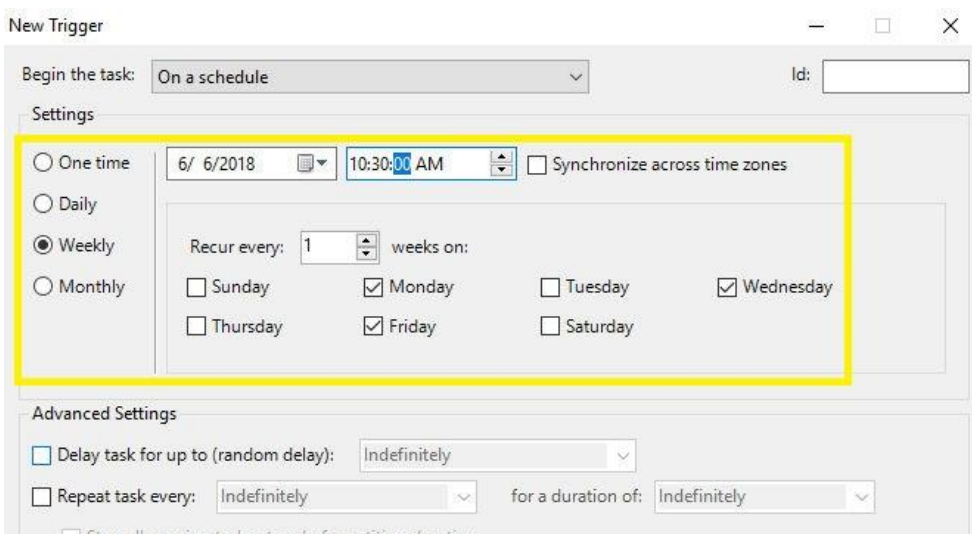 New Trigger
Begin the task: On a schedule Id:
Settings
One time 6/ 6/2018 10:30:00 AM Synchronize across time zones
Daily
Weekly Recur every: 1 weeks on:
Monthly Sunday Monday Tuesday Wednesday
Thursday Friday Saturday
Advanced Settings
Delay task for up to (random delay): Indefinitely
Repeat task every: Indefinitely for a duration of: Indefinitely